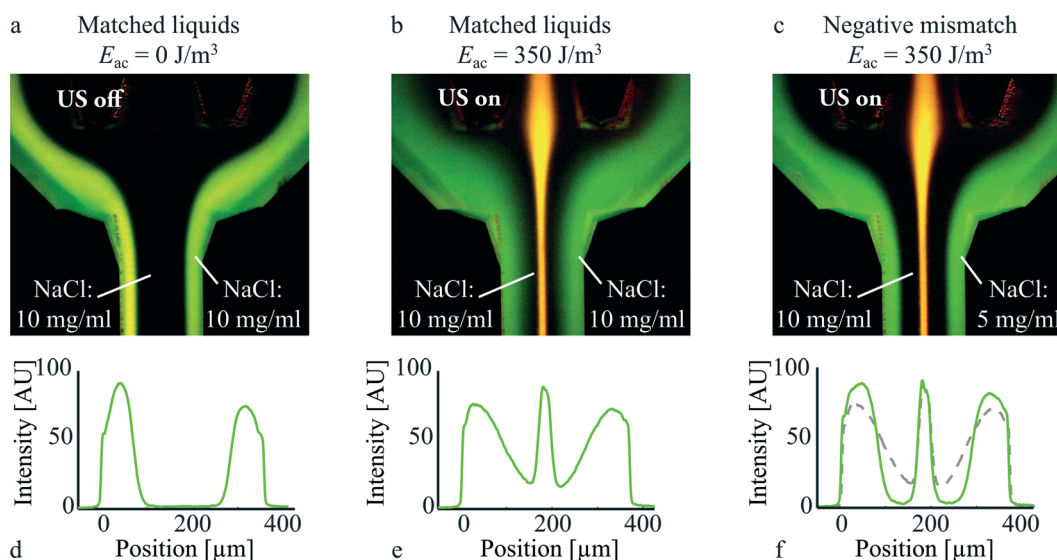 a
Matched liquids
E_ac = 0 J/m³
US off
NaCl:
10 mg/ml
NaCl:
10 mg/ml
b
Matched liquids
E_ac = 350 J/m³
US on
NaCl:
10 mg/ml
NaCl:
10 mg/ml
c
Negative mismatch
E_ac = 350 J/m³
US on
NaCl:
10 mg/ml
NaCl:
5 mg/ml
100
50
0
Intensity [AU]
0 200 400
Position [µm]
d
100
50
0
Intensity [AU]
0 200 400
Position [µm]
e
100
50
0
Intensity [AU]
0 200 400
Position [µm]
f